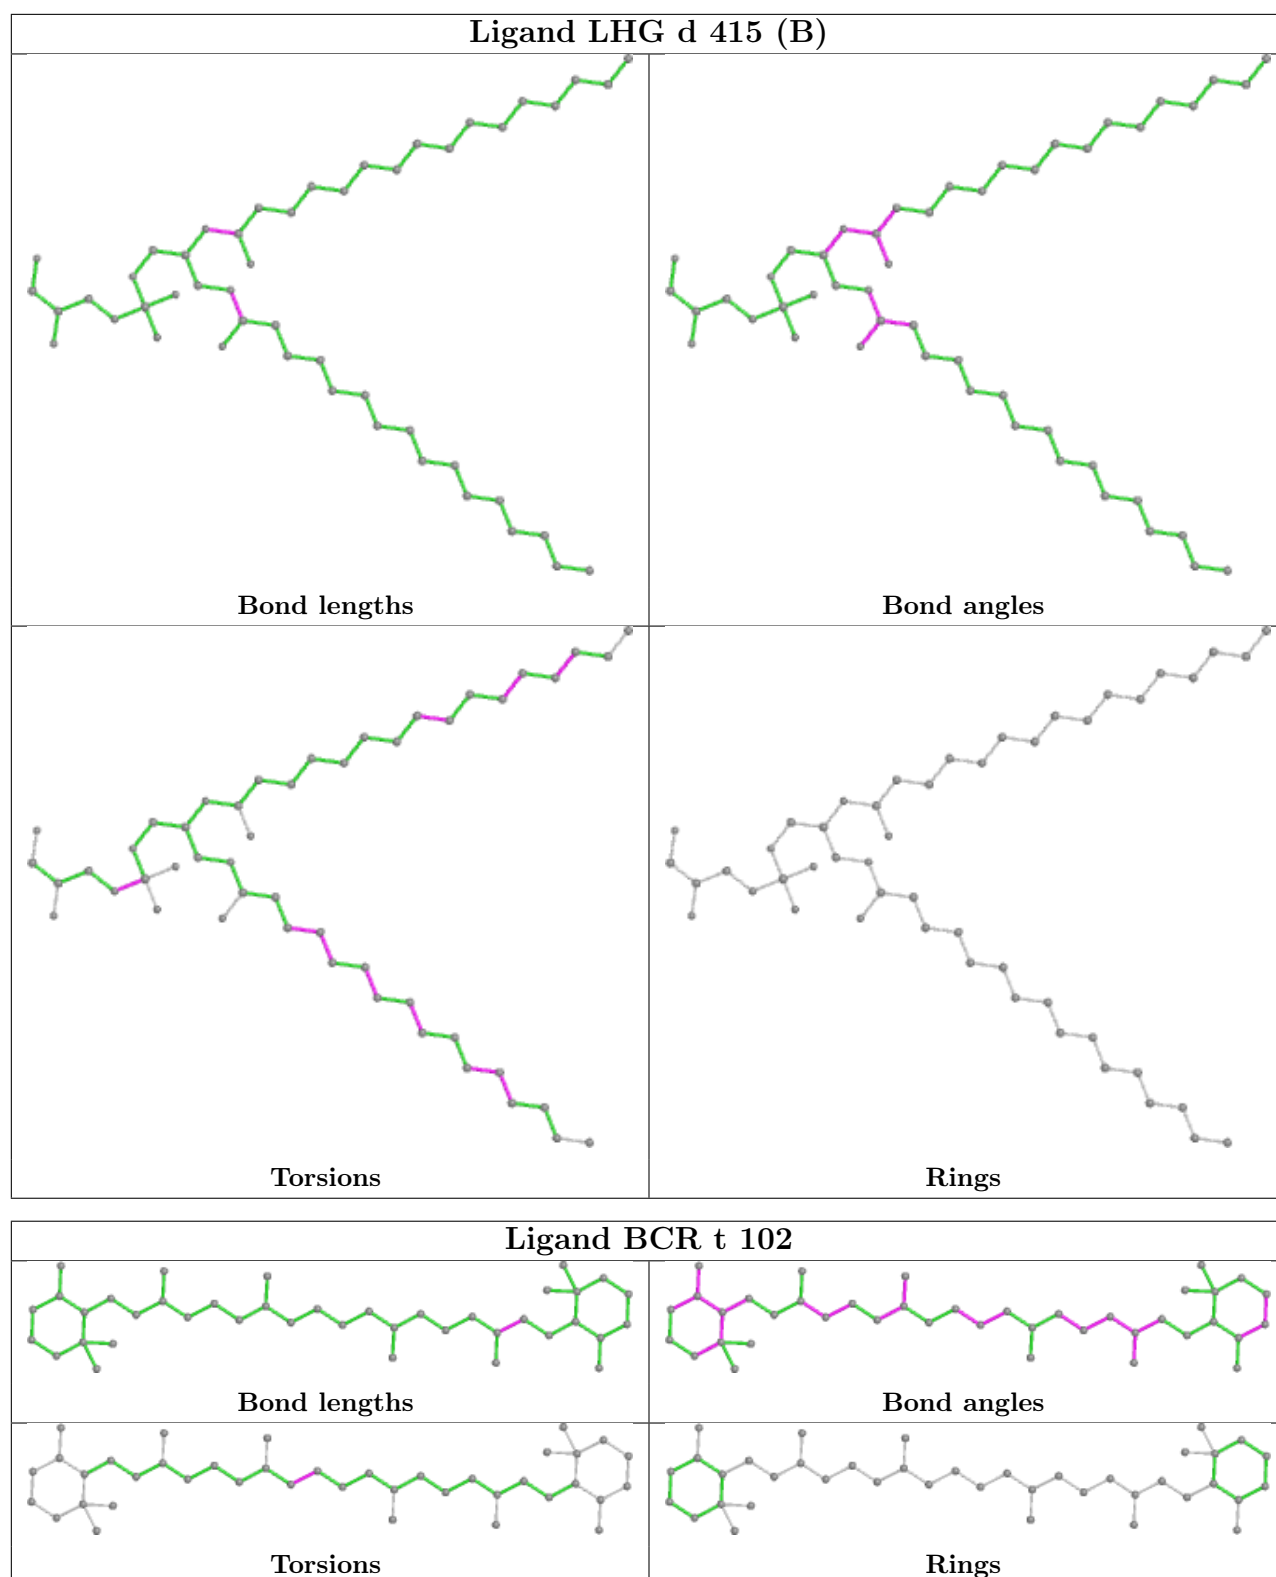 Ligand LHG d 415 (B)
Bond lengths
Bond angles
Torsions
Rings
Ligand BCR t 102
Bond lengths
Bond angles
Torsions
Rings